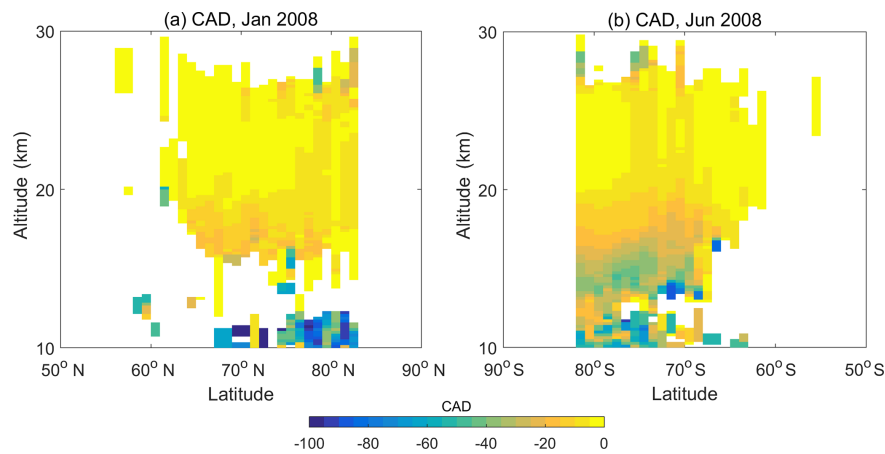 (a) CAD, Jan 2008
(b) CAD, Jun 2008
30
20
10
Altitude (km)
50° N 60° N 70° N 80° N 90° N
Latitude
30
20
10
Altitude (km)
90°S 80°S 70°S 60°S 50°S
Latitude
CAD
-100 -80 -60 -40 -20 0